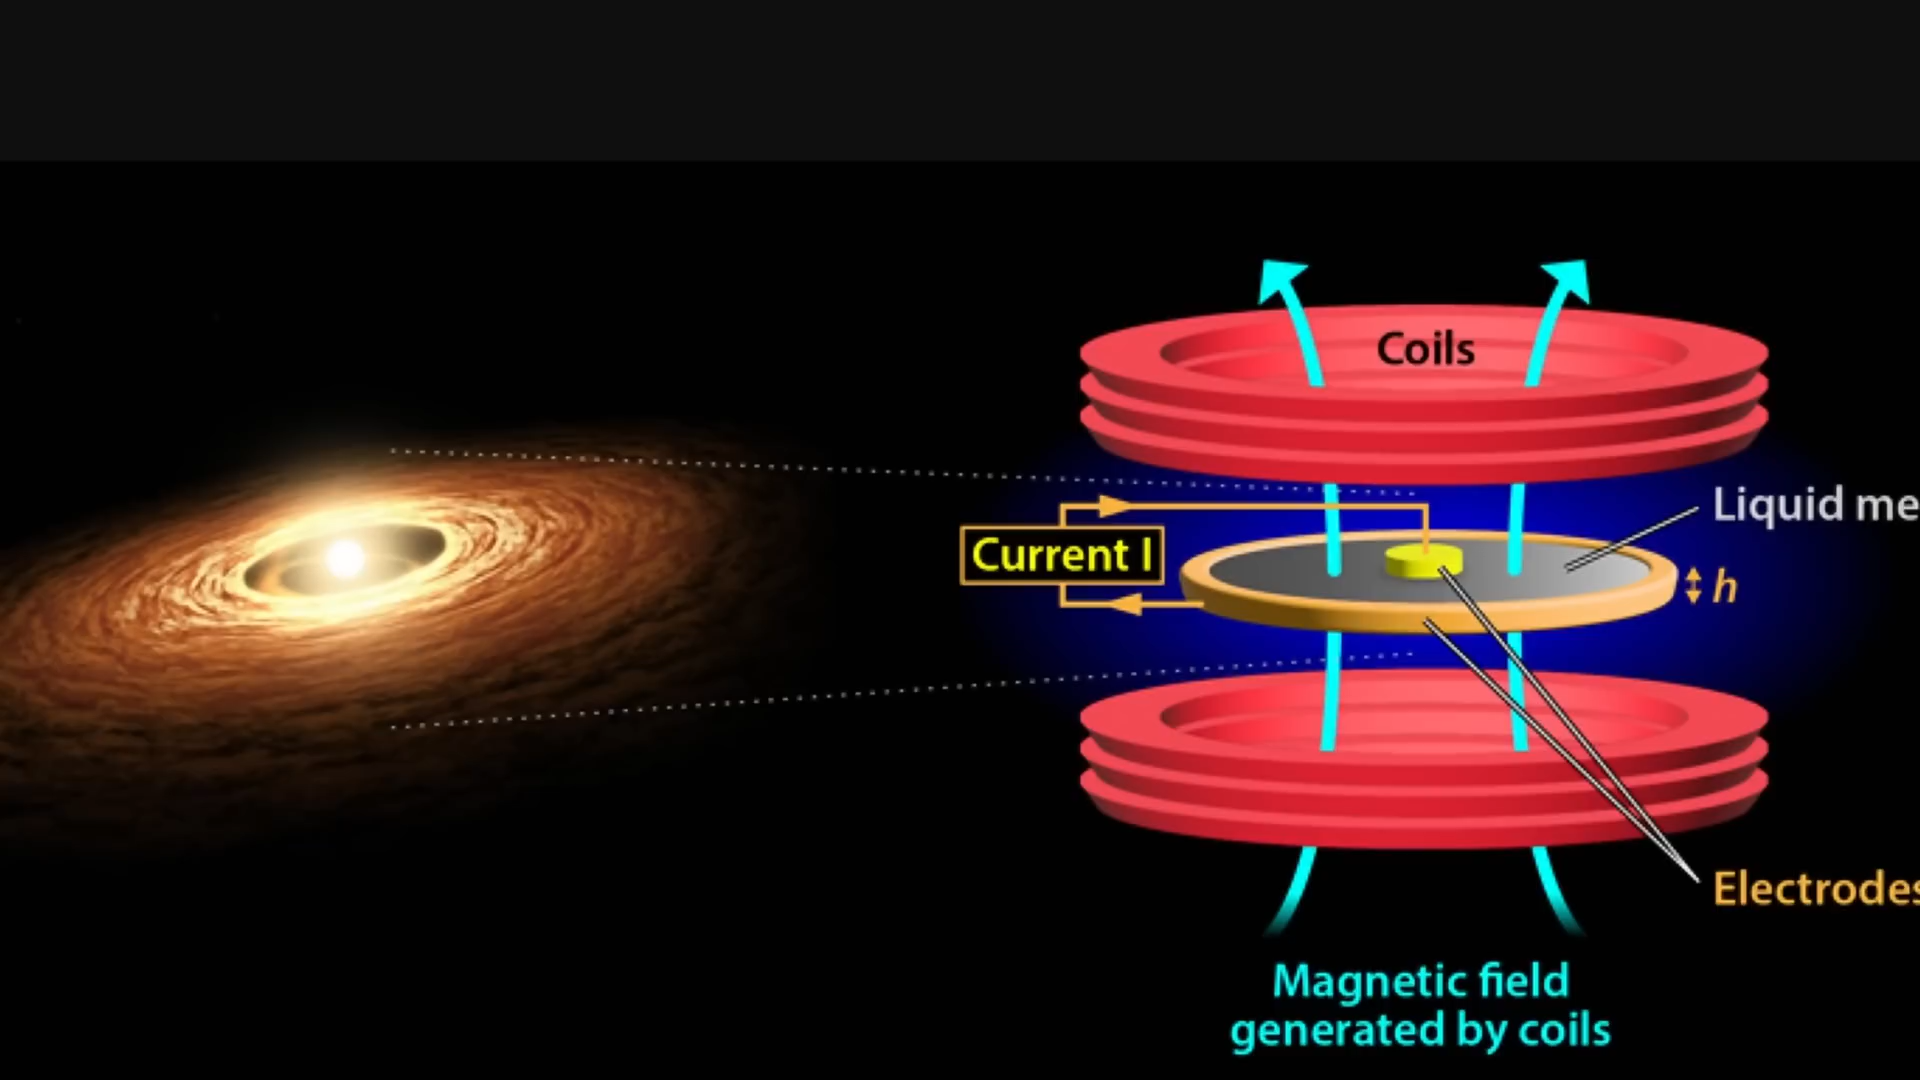 Coils
Liquid me
Current I
h
Electrodes
Magnetic field
generated by coils